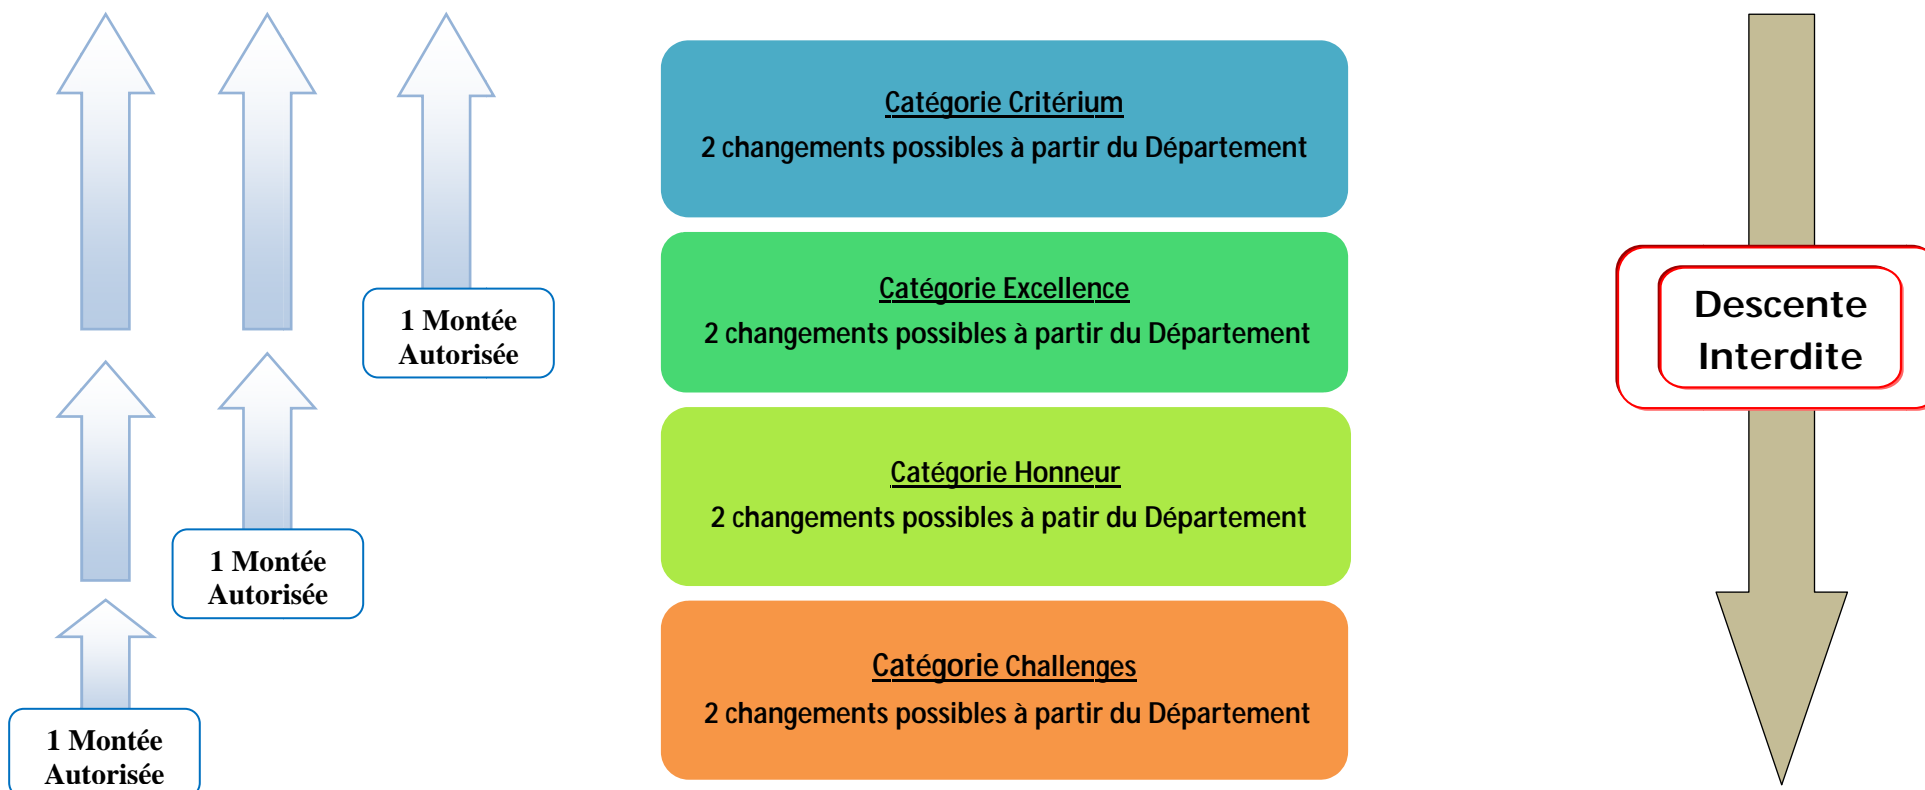 Catégorie Critérium
2 changements possibles à partir du Département
Catégorie Excellence
2 changements possibles à partir du Département
1 Montée
Autorisée
Descente
Interdite
Catégorie Honneur
2 changements possibles à patir du Département
1 Montée
Autorisée
Catégorie Challenges
2 changements possibles à partir du Département
1 Montée
Autorisée